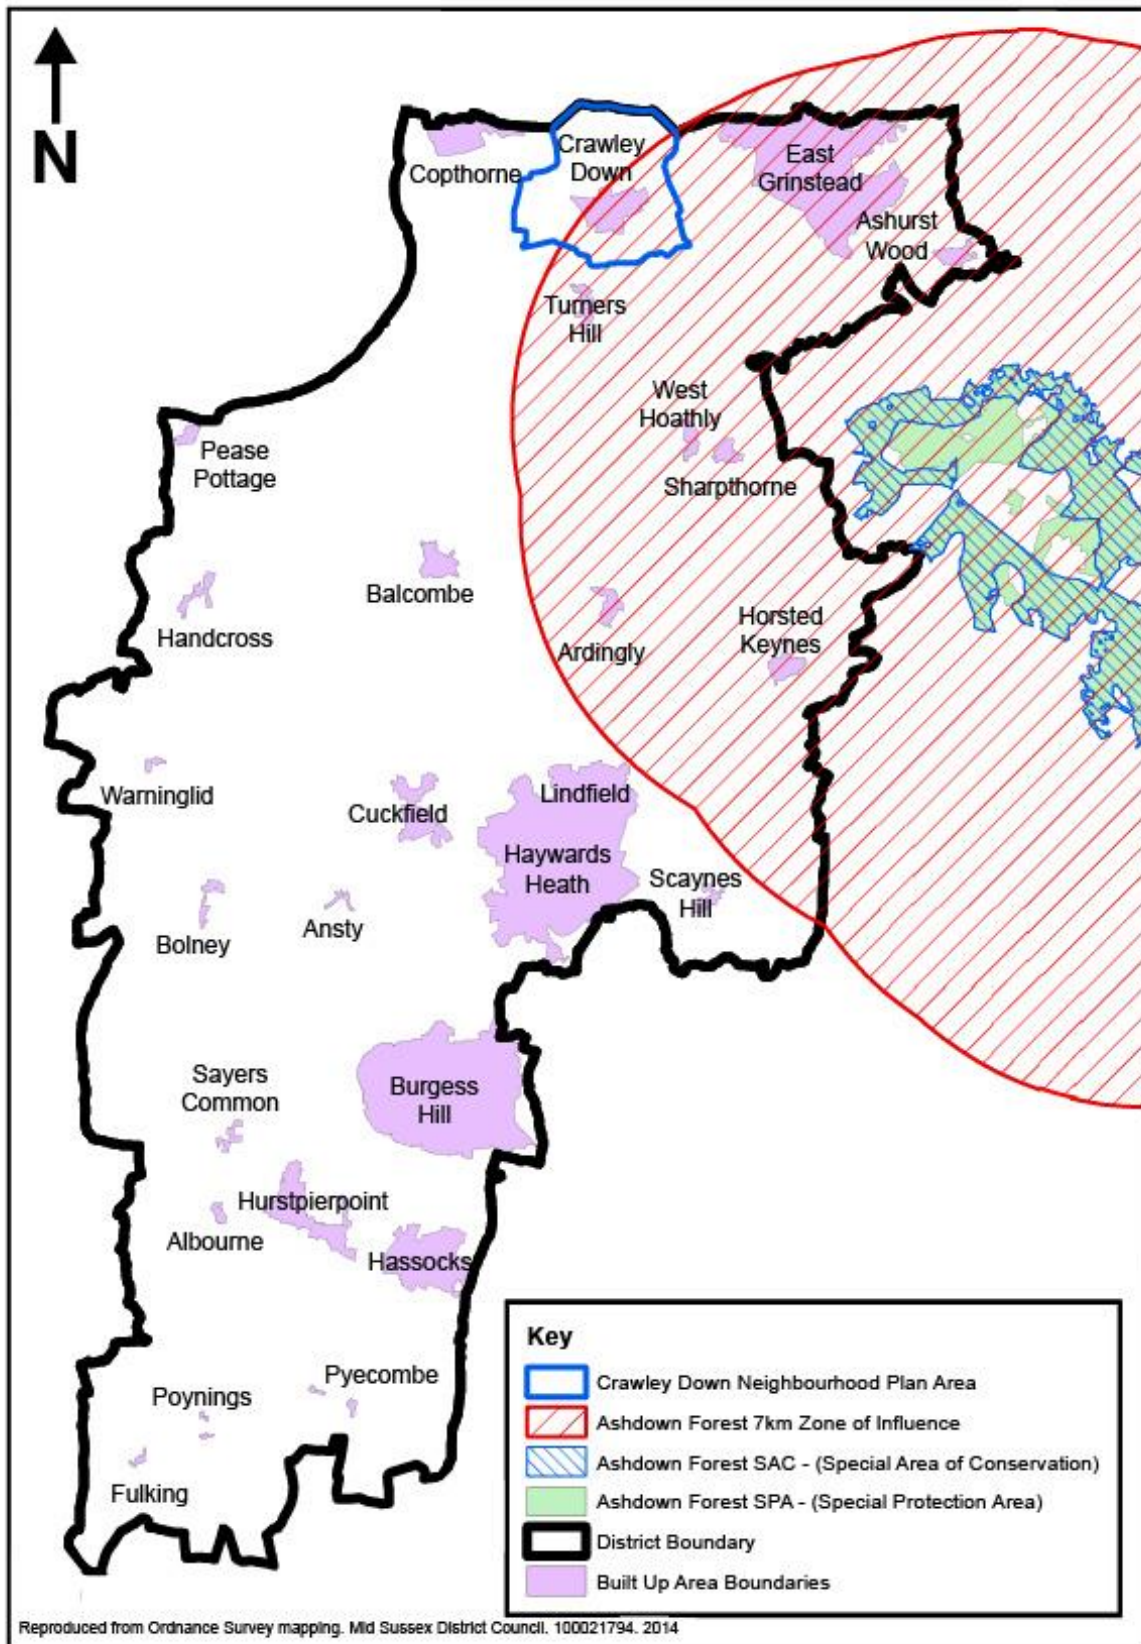 N
Copthorne
Crawley
Down
East
Grinstead
Ashurst
Wood
Turners
Hill
West
Hoathly
Sharpthorne
Pease
Pottage
Balcombe
Handcross
Ardingly
Horsted
Keynes
Warninglid
Cuckfield
Lindfield
Haywards
Heath
Scaynes
Hill
Bolney
Ansty
Sayers
Common
Burgess
Hill
Hurstpierpoint
Albourne
Hassocks
Poynings
Pyecombe
Fulking
Key
Crawley Down Neighbourhood Plan Area
Ashdown Forest 7km Zone of Influence
Ashdown Forest SAC - (Special Area of Conservation)
Ashdown Forest SPA - (Special Protection Area)
District Boundary
Built Up Area Boundaries
Reproduced from Ordnance Survey mapping. Mid Sussex District Council. 100021794. 2014